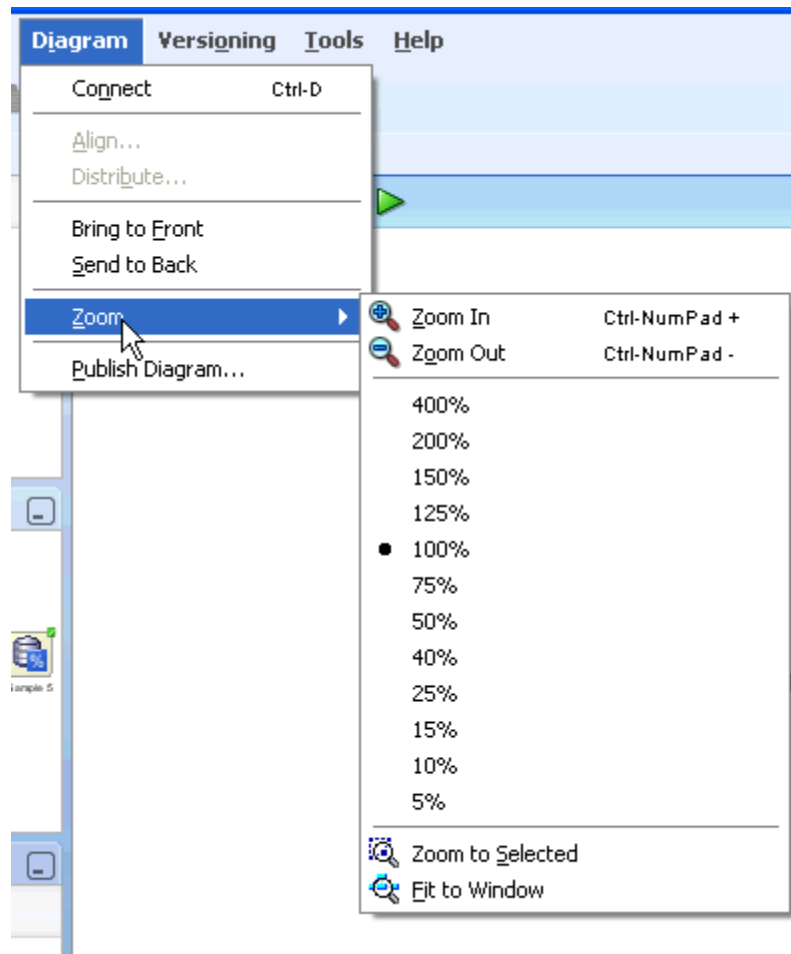 Diagram Versioning Tools Help
Connect Ctrl-D
Align...
Distribute...
Bring to Front
Send to Back
Zoom
Publish Diagram...
Zoom In Ctrl-NumPad +
Zoom Out Ctrl-NumPad -
400%
200%
150%
125%
100%
75%
50%
40%
25%
15%
10%
5%
Zoom to Selected
Fit to Window
%
Sample 5